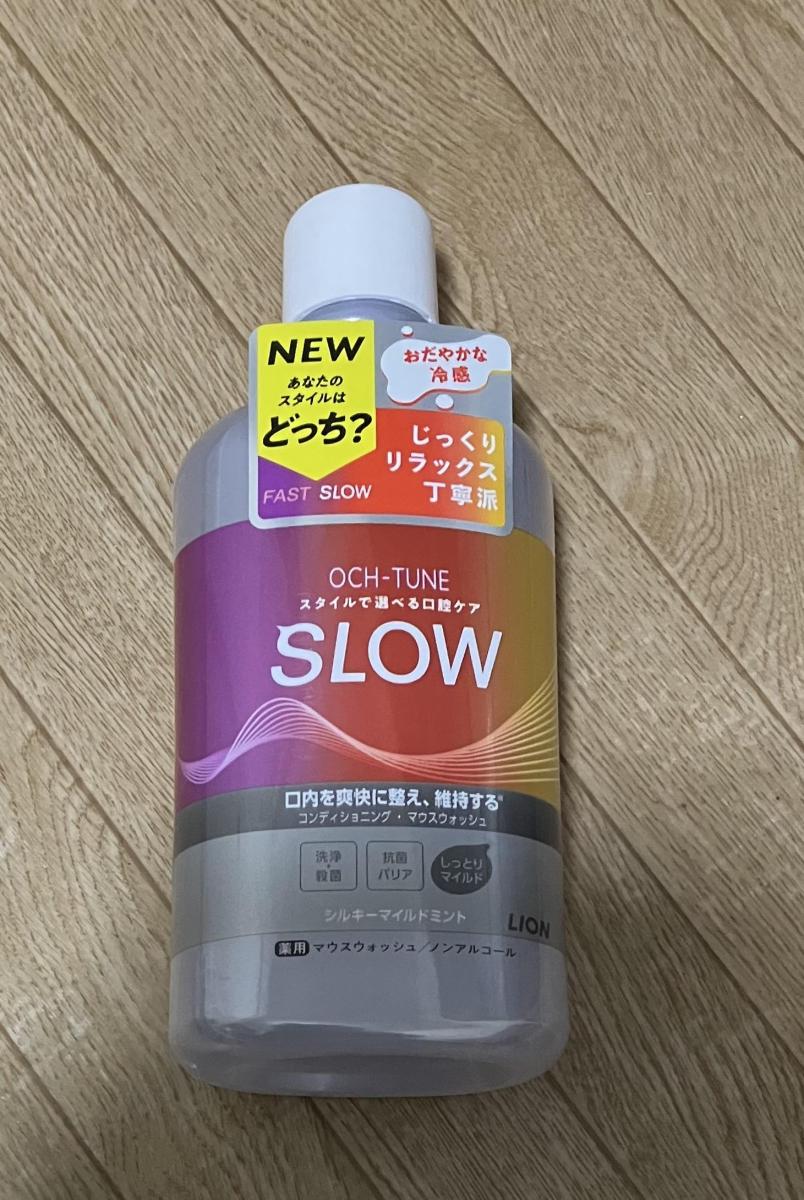 NEW
あなたの
スタイルは
どっち?
FAST SLOW
おだやかな
冷感
じっくり
リラックス
丁寧派
OCH-TUNE
スタイルで選べる口腔ケア
SLOW
口内を爽快に整え、維持する※
コンディショニング・マウスウォッシュ
洗浄
+
殺菌
抗菌
バリア
しっとり
マイルド
シルキーマイルドミント
LION
薬用 マウスウォッシュ/ノンアルコール